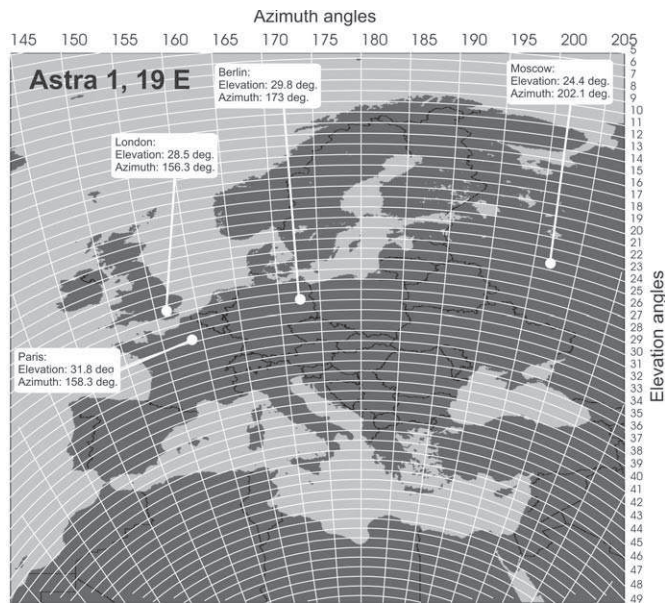 Azimuth angles
145 150 155 160 165 170 175 180 185 190 195 200 205
Astra 1, 19 E
Berlin:
Elevation: 29.8 deg.
Azimuth: 173 deg.
Moscow:
Elevation: 24.4 deg.
Azimuth: 202.1 deg.
London:
Elevation: 28.5 deg.
Azimuth: 156.3 deg.
Paris:
Elevation: 31.8 deo
Azimuth: 158.3 deg.
Elevation angles
5
6
7
8
9
10
11
12
13
14
15
16
17
18
19
20
21
22
23
24
25
26
27
28
29
30
31
32
33
34
35
36
37
38
39
40
41
42
43
44
45
46
47
48
49